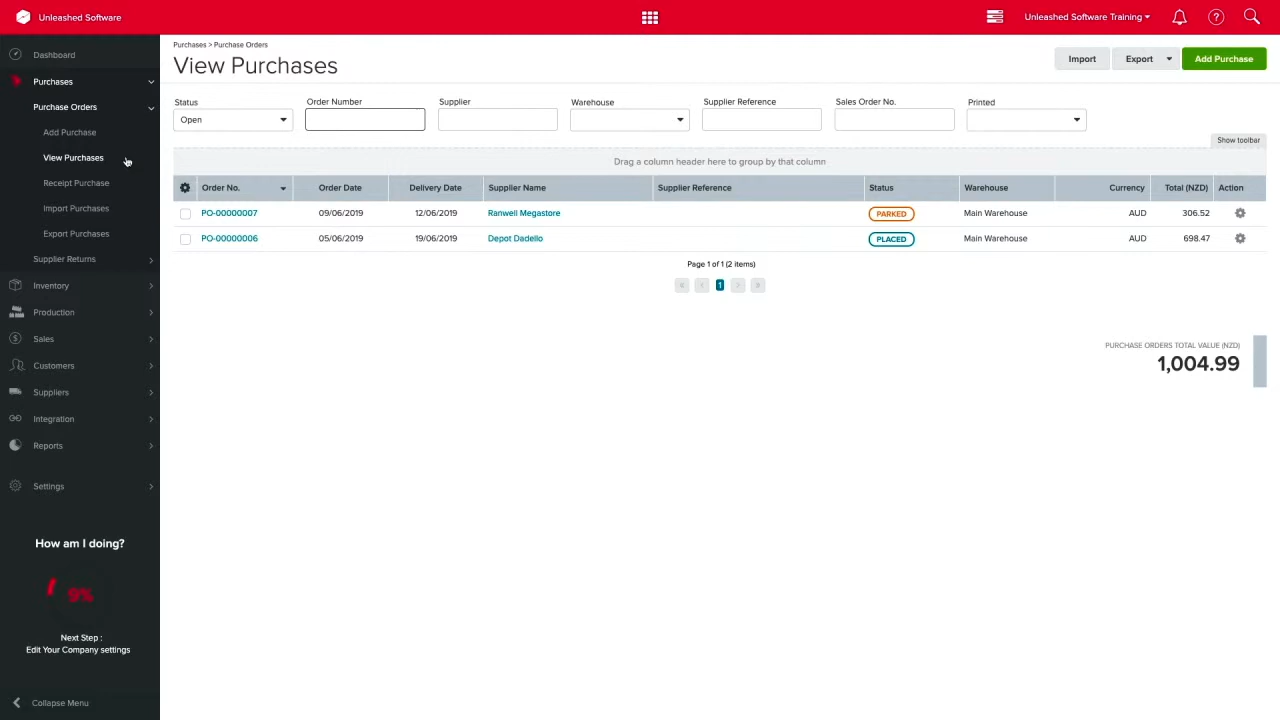 Unleashed Software
Unleashed Software Training
?
Dashboard
Purchases
Purchase Orders
Add Purchase
View Purchases
Receipt Purchase
Import Purchases
Export Purchases
Supplier Returns
Inventory
Production
Sales
Customers
Suppliers
Integration
Reports
Settings
How am I doing?
9%
Next Step :
Edit Your Company settings
Collapse Menu
Purchases > Purchase Orders
View Purchases
Import
Export
Add Purchase
Status
Order Number
Supplier
Warehouse
Supplier Reference
Sales Order No.
Printed
Open
Show toolbar
Drag a column header here to group by that column
Order No. Order Date Delivery Date Supplier Name Supplier Reference Status Warehouse Currency Total (NZD) Action
PO-00000007 09/06/2019 12/06/2019 Ranwell Megastore PARKED Main Warehouse AUD 306.52
PO-00000006 05/06/2019 19/06/2019 Depot Dadello PLACED Main Warehouse AUD 698.47
Page 1 of 1 (2 items)
« ‹ 1 › »
PURCHASE ORDERS TOTAL VALUE (NZD)
1,004.99